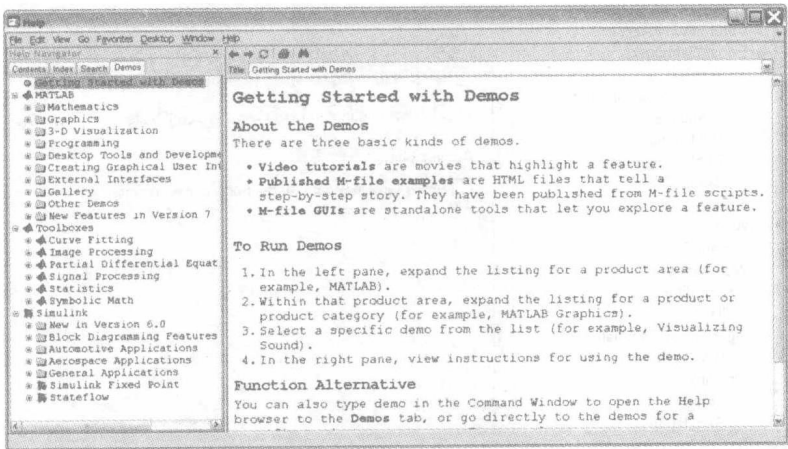 Help
File Edit View Go Favorites Desktop Window Help
Help Navigator
Contents Index Search Demos
Title: Getting Started with Demos
Getting Started with Demos
MATLAB
Mathematics
Graphics
3-D Visualization
Programming
Desktop Tools and Developme
Creating Graphical User Int
External Interfaces
Gallery
Other Demos
New Features in Version 7
Toolboxes
Curve Fitting
Image Processing
Partial Differential Equat
Signal Processing
Statistics
Symbolic Math
Simulink
New in Version 6.0
Block Diagramming Features
Automotive Applications
Aerospace Applications
General Applications
Simulink Fixed Point
Stateflow
Getting Started with Demos
About the Demos
There are three basic kinds of demos.
• Video tutorials are movies that highlight a feature.
• Published M-file examples are HTML files that tell a
step-by-step story. They have been published from M-file scripts.
• M-file GUIs are standalone tools that let you explore a feature.
To Run Demos
1. In the left pane, expand the listing for a product area (for
example, MATLAB).
2. Within that product area, expand the listing for a product or
product category (for example, MATLAB Graphics).
3. Select a specific demo from the list (for example, Visualizing
Sound).
4. In the right pane, view instructions for using the demo.
Function Alternative
You can also type demo in the Command Window to open the Help
browser to the Demos tab, or go directly to the demos for a